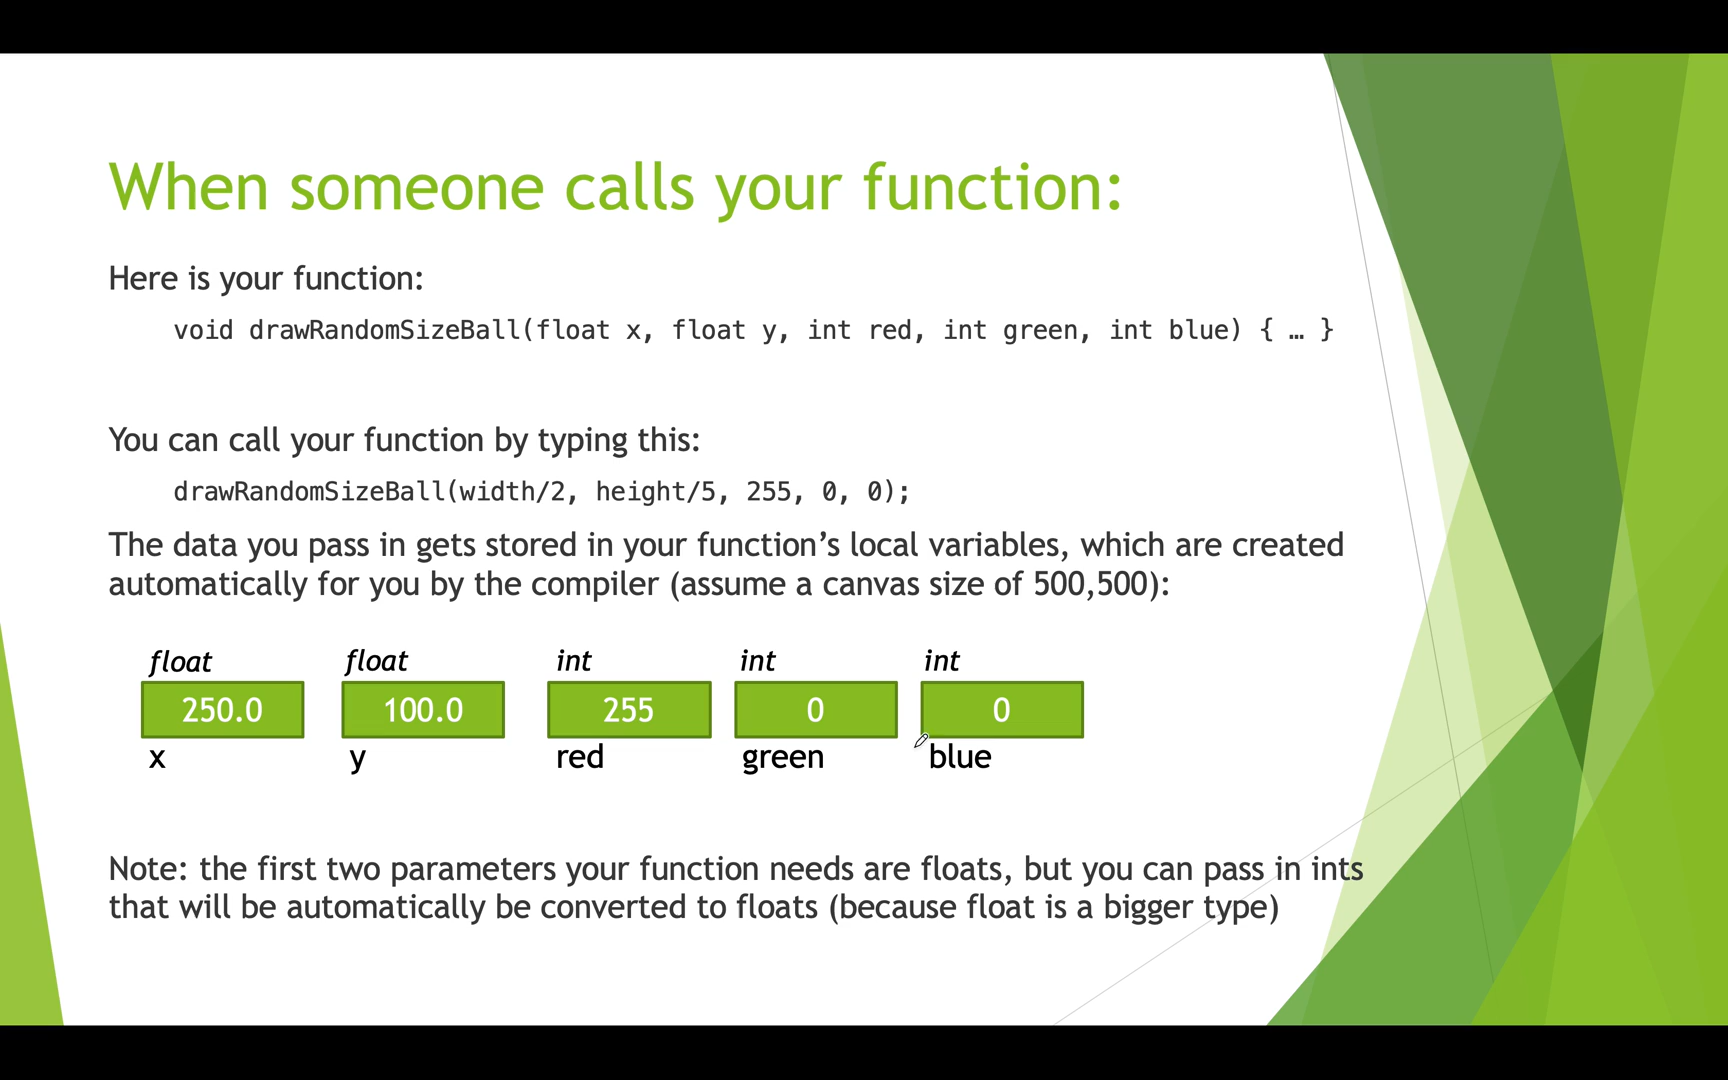 When someone calls your function:
Here is your function:
void drawRandomSizeBall(float x, float y, int red, int green, int blue) { … }
You can call your function by typing this:
drawRandomSizeBall(width/2, height/5, 255, 0, 0);
The data you pass in gets stored in your function’s local variables, which are created
automatically for you by the compiler (assume a canvas size of 500,500):
float float int int int
250.0 100.0 255 0 0
x y red green blue
Note: the first two parameters your function needs are floats, but you can pass in ints
that will be automatically be converted to floats (because float is a bigger type)